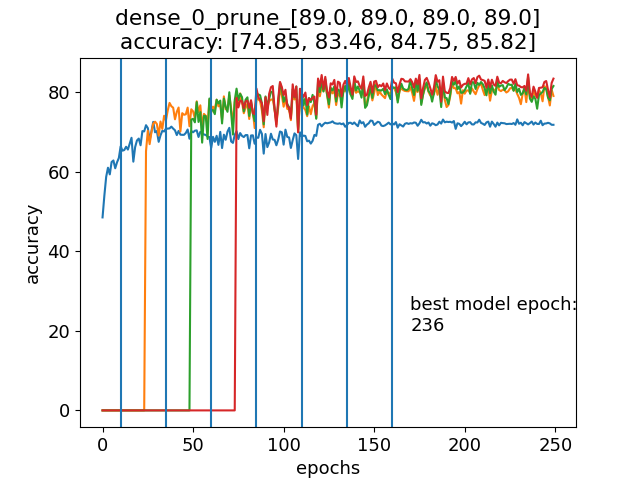 dense_0_prune_[89.0, 89.0, 89.0, 89.0]
accuracy: [74.85, 83.46, 84.75, 85.82]
80
60
40
20
0
accuracy
best model epoch:
236
0 50 100 150 200 250
epochs